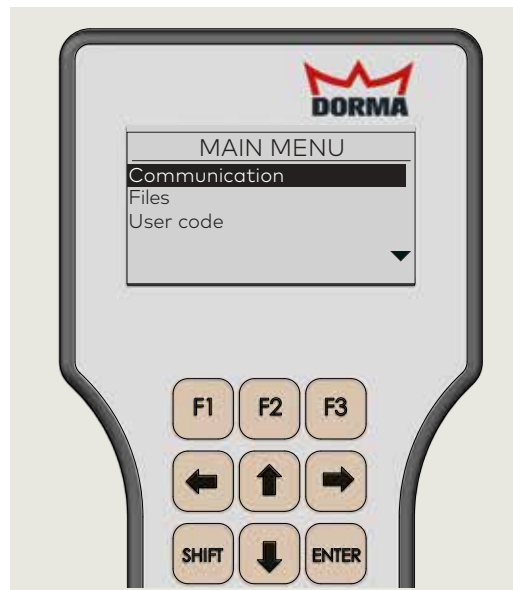 DORMA
MAIN MENU
Communication
Files
User code
F1 F2 F3
SHIFT ENTER